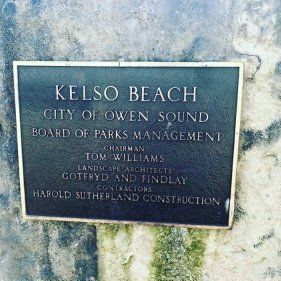 KELSO BEACH
CITY OF OWEN SOUND
BOARD OF PARKS MANAGEMENT
CHAIRMAN
TOM WILLIAMS
LANDSCAPE ARCHITECTS
GOTFRYD AND FINDLAY
CONTRACTORS
HAROLD SUTHERLAND CONSTRUCTION